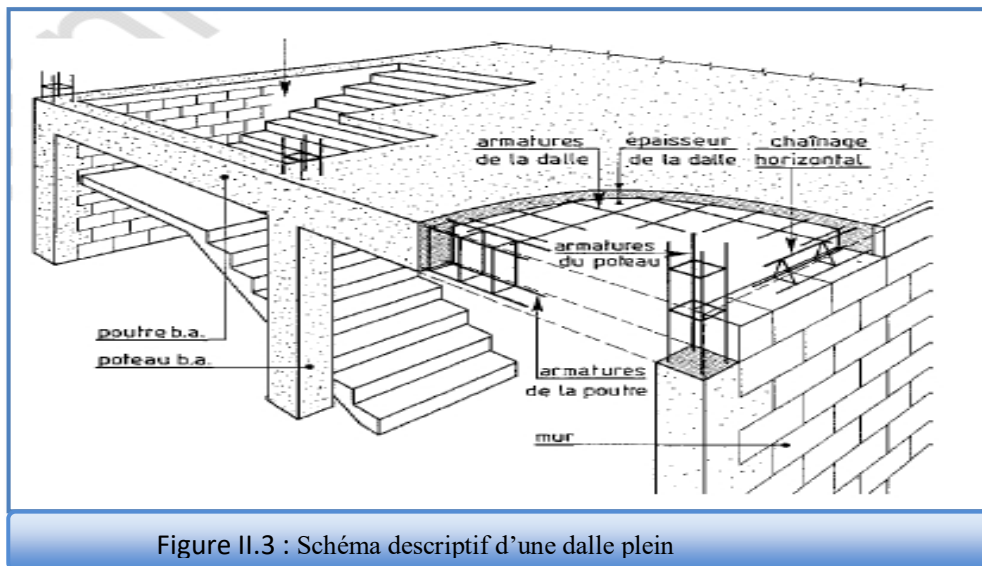 armatures
de la dalle
épaisseur
de la dalle
chaînage
horizontal
armatures
du poteau
poutre b.a.
poteau b.a.
armatures
de la poutre
mur
Figure II.3 : Schéma descriptif d’une dalle plein